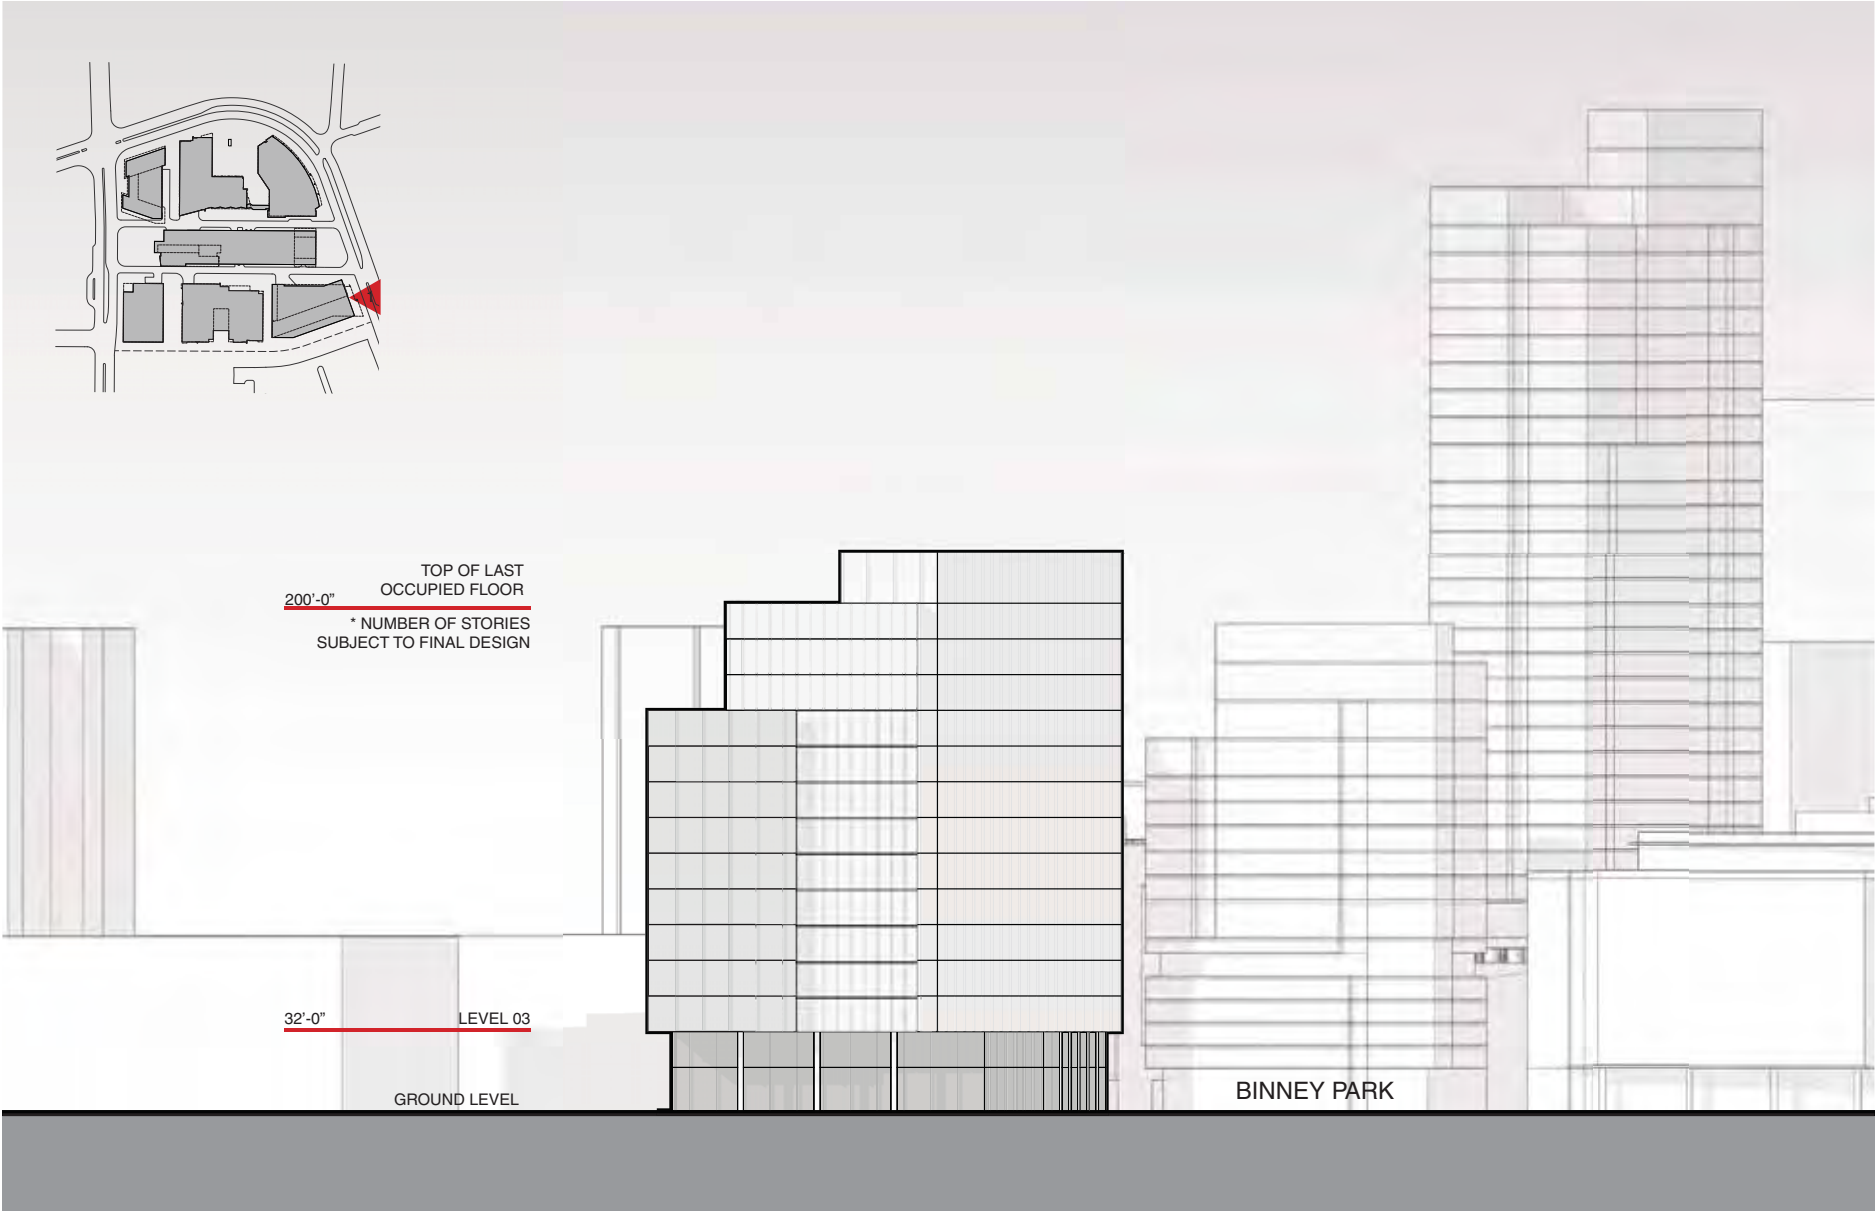 TOP OF LAST
OCCUPIED FLOOR
200'-0"
* NUMBER OF STORIES
SUBJECT TO FINAL DESIGN
32'-0" LEVEL 03
GROUND LEVEL
BINNEY PARK